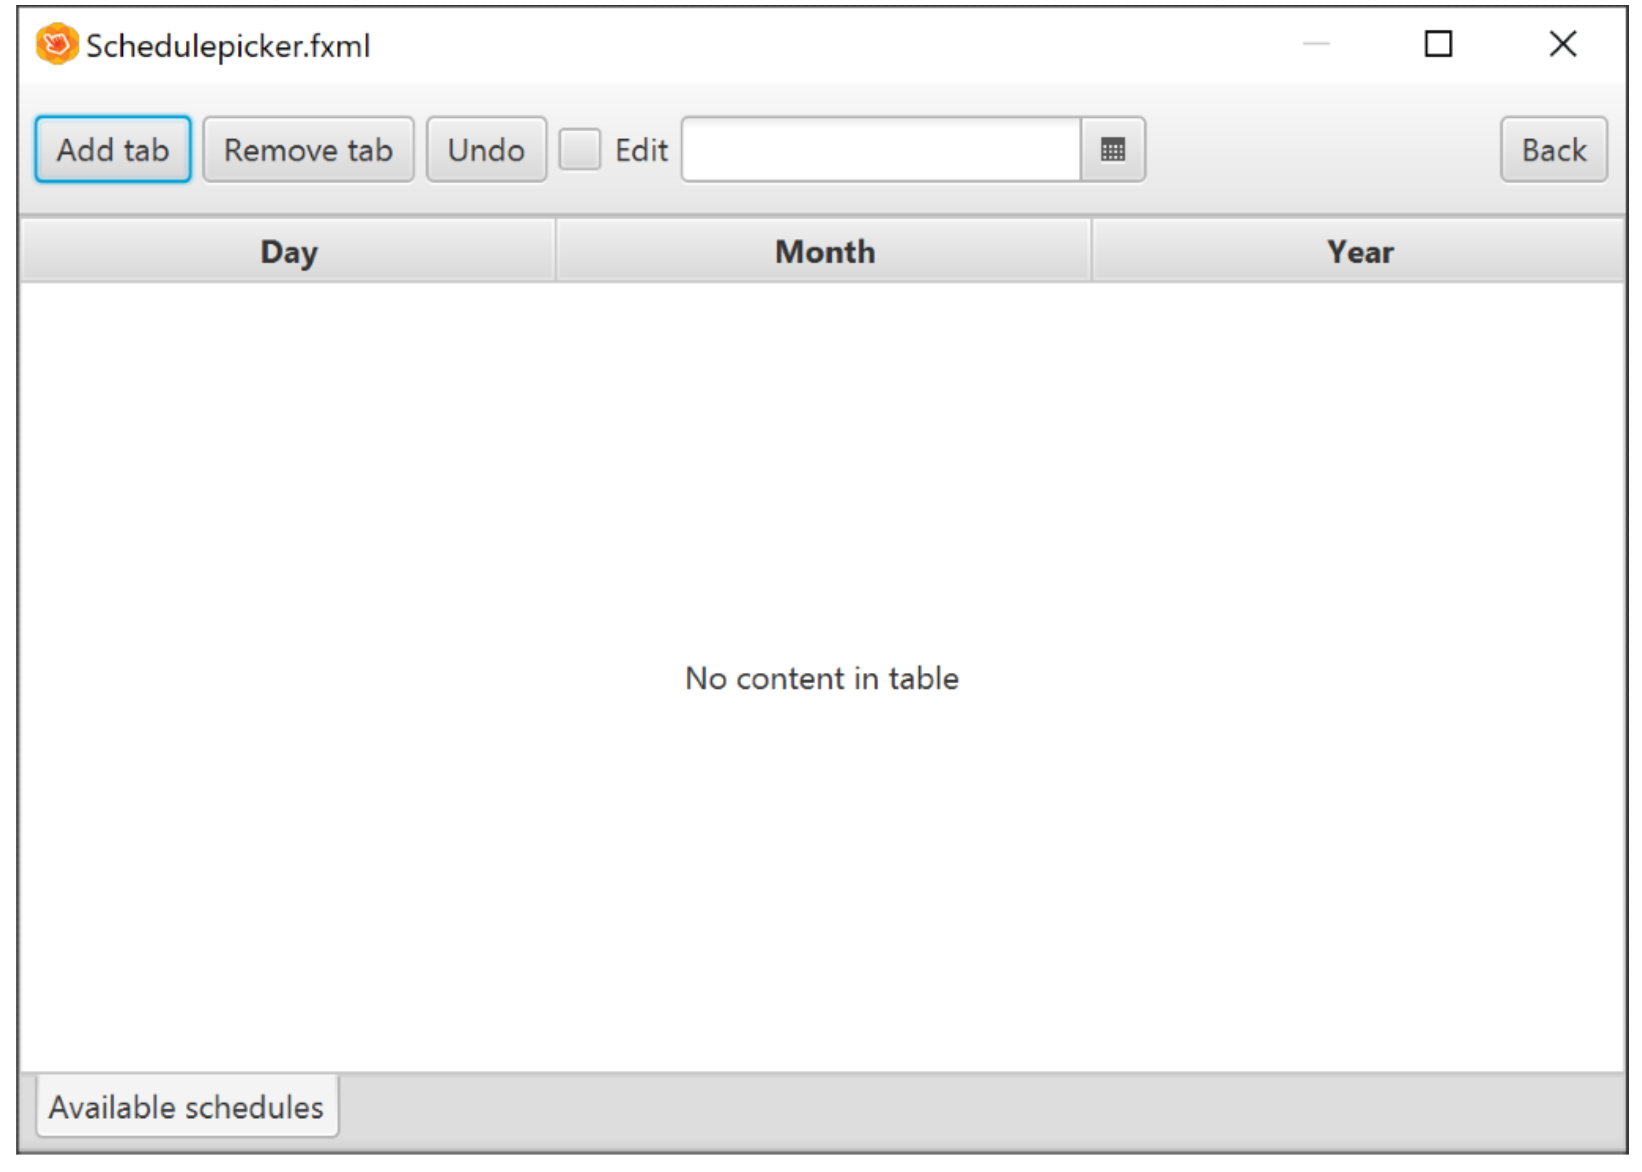 Schedulepicker.fxml
Add tab Remove tab Undo Edit Back
Day Month Year
No content in table
Available schedules